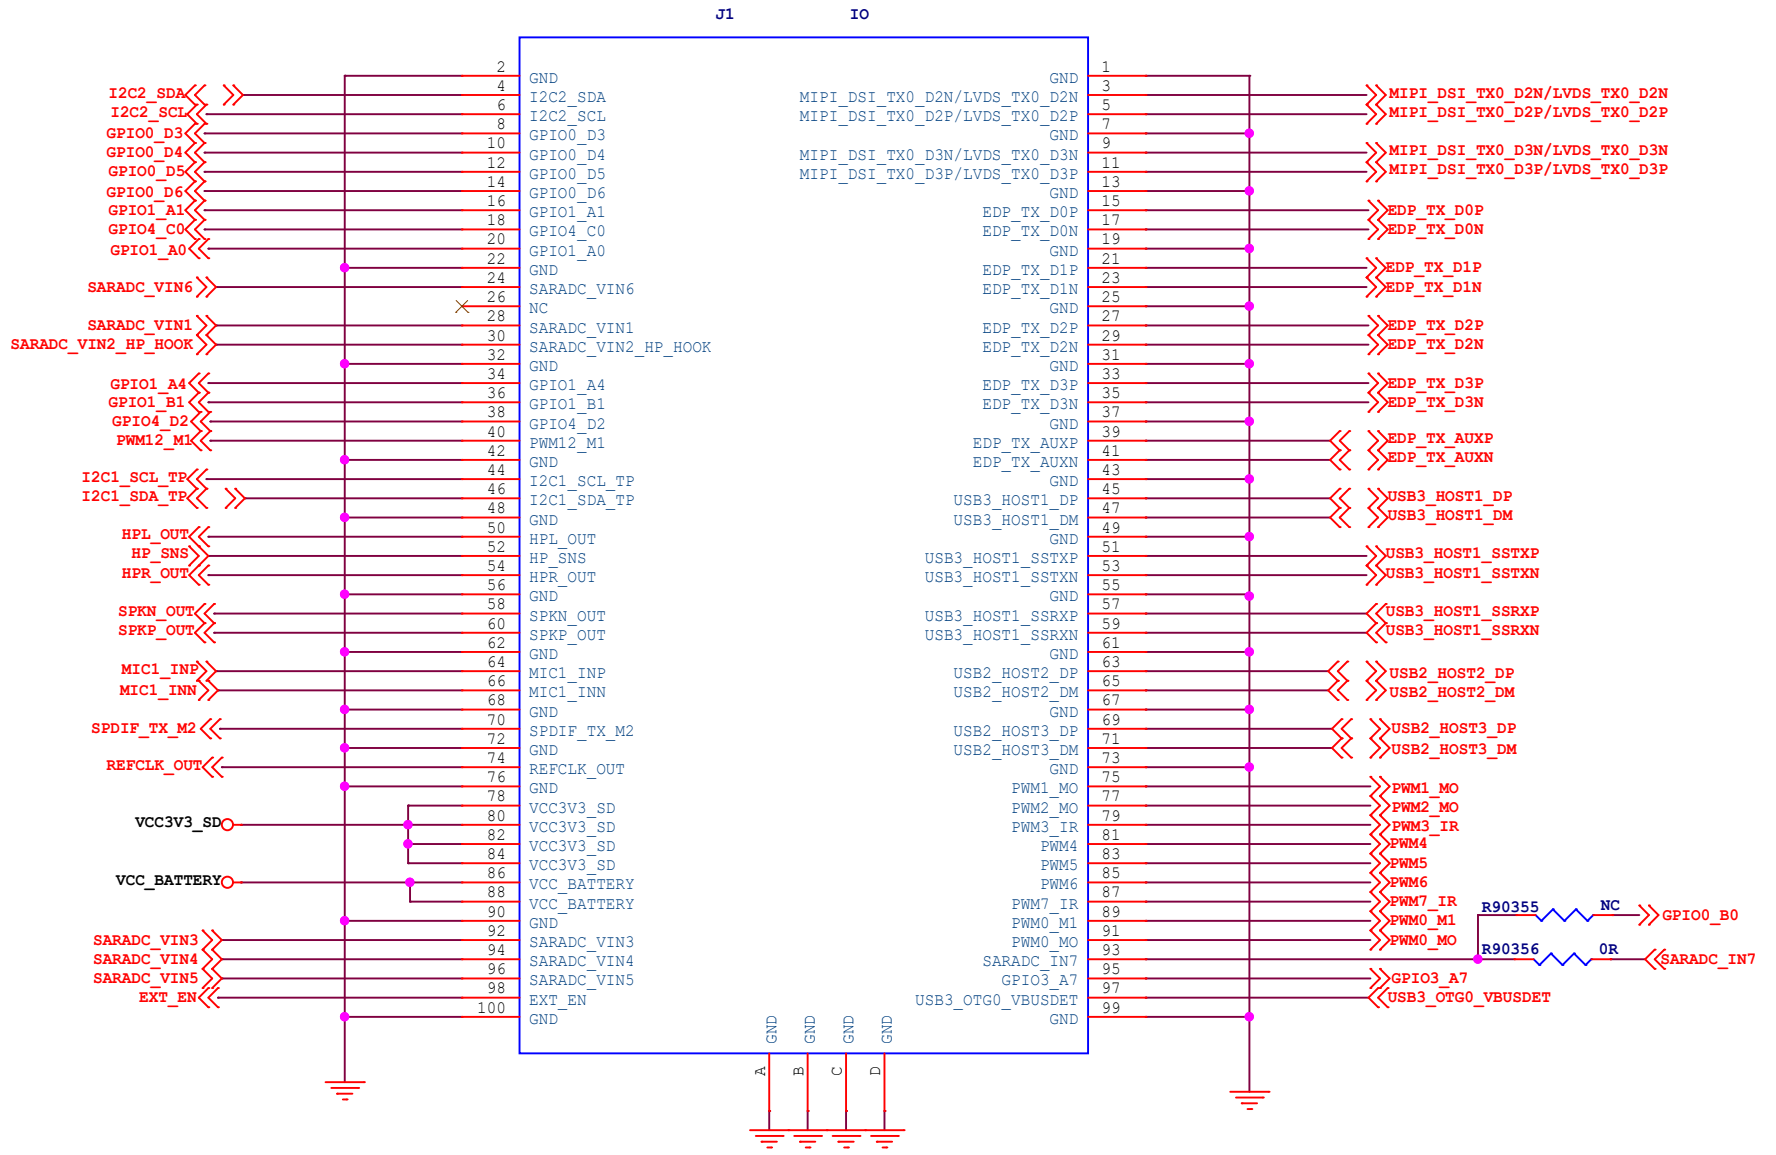 J1 IO
2 GND
I2C2_SDA 4 I2C2_SDA
I2C2_SCL 6 I2C2_SCL
GPIO0_D3 8 GPIO0_D3
GPIO0_D4 10 GPIO0_D4
GPIO0_D5 12 GPIO0_D5
GPIO0_D6 14 GPIO0_D6
GPIO1_A1 16 GPIO1_A1
GPIO4_C0 18 GPIO4_C0
GPIO1_A0 20 GPIO1_A0
22 GND
SARADC_VIN6 24 SARADC_VIN6
26 NC
SARADC_VIN1 28 SARADC_VIN1
SARADC_VIN2_HP_HOOK 30 SARADC_VIN2_HP_HOOK
32 GND
GPIO1_A4 34 GPIO1_A4
GPIO1_B1 36 GPIO1_B1
GPIO4_D2 38 GPIO4_D2
PWM12_M1 40 PWM12_M1
42 GND
I2C1_SCL_TP 44 I2C1_SCL_TP
I2C1_SDA_TP 46 I2C1_SDA_TP
48 GND
HPL_OUT 50 HPL_OUT
HP_SNS 52 HP_SNS
HPR_OUT 54 HPR_OUT
56 GND
SPKN_OUT 58 SPKN_OUT
SPKP_OUT 60 SPKP_OUT
62 GND
MIC1_INP 64 MIC1_INP
MIC1_INN 66 MIC1_INN
68 GND
SPDIF_TX_M2 70 SPDIF_TX_M2
72 GND
REFCLK_OUT 74 REFCLK_OUT
76 GND
78 VCC3V3_SD
VCC3V3_SD 80 VCC3V3_SD
82 VCC3V3_SD
84 VCC3V3_SD
VCC_BATTERY 86 VCC_BATTERY
88 VCC_BATTERY
90 GND
SARADC_VIN3 92 SARADC_VIN3
SARADC_VIN4 94 SARADC_VIN4
SARADC_VIN5 96 SARADC_VIN5
EXT_EN 98 EXT_EN
100 GND
GND 1
MIPI_DSI_TX0_D2N/LVDS_TX0_D2N 3 MIPI_DSI_TX0_D2N/LVDS_TX0_D2N
MIPI_DSI_TX0_D2P/LVDS_TX0_D2P 5 MIPI_DSI_TX0_D2P/LVDS_TX0_D2P
GND 7
MIPI_DSI_TX0_D3N/LVDS_TX0_D3N 9 MIPI_DSI_TX0_D3N/LVDS_TX0_D3N
MIPI_DSI_TX0_D3P/LVDS_TX0_D3P 11 MIPI_DSI_TX0_D3P/LVDS_TX0_D3P
GND 13
EDP_TX_D0P 15 EDP_TX_D0P
EDP_TX_D0N 17 EDP_TX_D0N
GND 19
EDP_TX_D1P 21 EDP_TX_D1P
EDP_TX_D1N 23 EDP_TX_D1N
GND 25
EDP_TX_D2P 27 EDP_TX_D2P
EDP_TX_D2N 29 EDP_TX_D2N
GND 31
EDP_TX_D3P 33 EDP_TX_D3P
EDP_TX_D3N 35 EDP_TX_D3N
GND 37
EDP_TX_AUXP 39 EDP_TX_AUXP
EDP_TX_AUXN 41 EDP_TX_AUXN
GND 43
USB3_HOST1_DP 45 USB3_HOST1_DP
USB3_HOST1_DM 47 USB3_HOST1_DM
GND 49
USB3_HOST1_SSTXP 51 USB3_HOST1_SSTXP
USB3_HOST1_SSTXN 53 USB3_HOST1_SSTXN
GND 55
USB3_HOST1_SSRXP 57 USB3_HOST1_SSRXP
USB3_HOST1_SSRXN 59 USB3_HOST1_SSRXN
GND 61
USB2_HOST2_DP 63 USB2_HOST2_DP
USB2_HOST2_DM 65 USB2_HOST2_DM
GND 67
USB2_HOST3_DP 69 USB2_HOST3_DP
USB2_HOST3_DM 71 USB2_HOST3_DM
GND 73
PWM1_MO 75 PWM1_MO
PWM2_MO 77 PWM2_MO
PWM3_IR 79 PWM3_IR
PWM4 81 PWM4
PWM5 83 PWM5
PWM6 85 PWM6
PWM7_IR 87 PWM7_IR
PWM0_M1 89 PWM0_M1
PWM0_MO 91 PWM0_MO
R90355 NC GPIO0_B0
SARADC_IN7 93 R90356 0R SARADC_IN7
GPIO3_A7 95 GPIO3_A7
USB3_OTG0_VBUSDET 97 USB3_OTG0_VBUSDET
GND 99
GND GND GND GND
A B C D